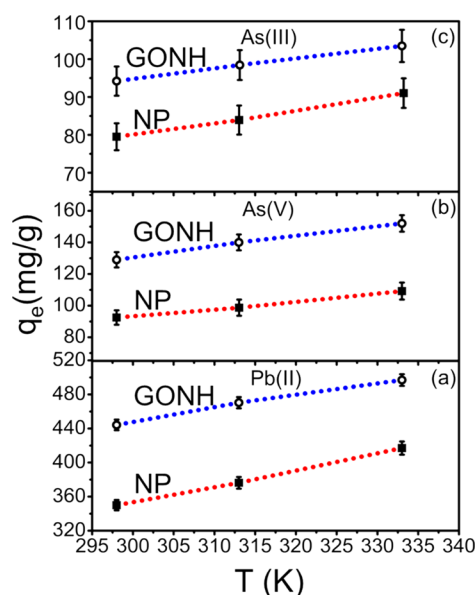 110
As(III)
(c)
100
GONH
90
NP
80
70
160
As(V)
(b)
140
GONH
120
100
NP
80
520
Pb(II)
(a)
480
GONH
440
400
NP
360
320
295 300 305 310 315 320 325 330 335 340
T (K)
qe(mg/g)